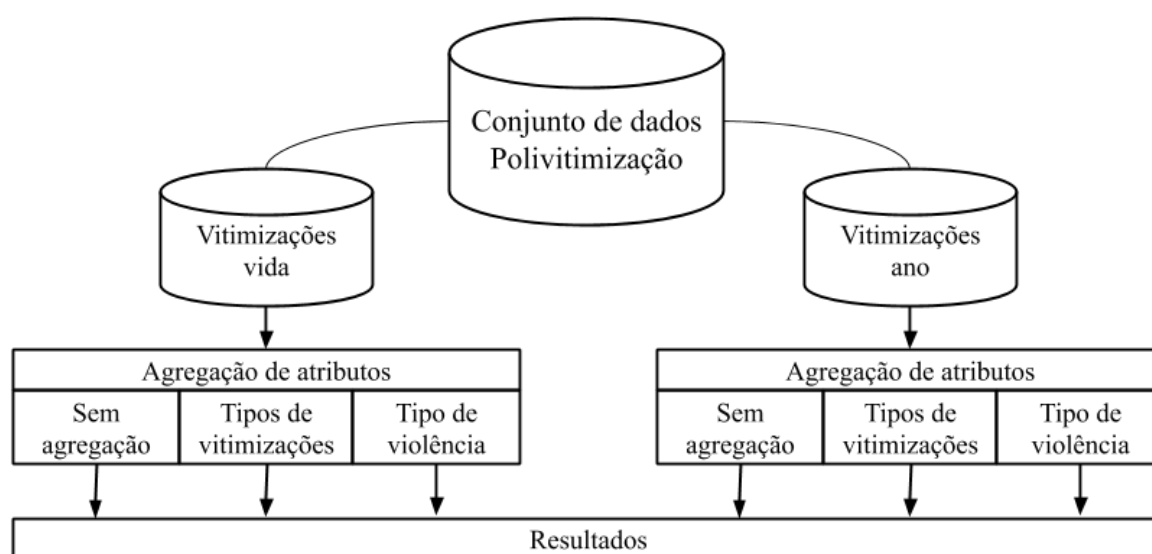 Conjunto de dados
Polivitimização
Vitimizações
vida
Vitimizações
ano
Agregação de atributos
Sem
agregação
Tipos de
vitimizações
Tipo de
violência
Agregação de atributos
Sem
agregação
Tipos de
vitimizações
Tipo de
violência
Resultados